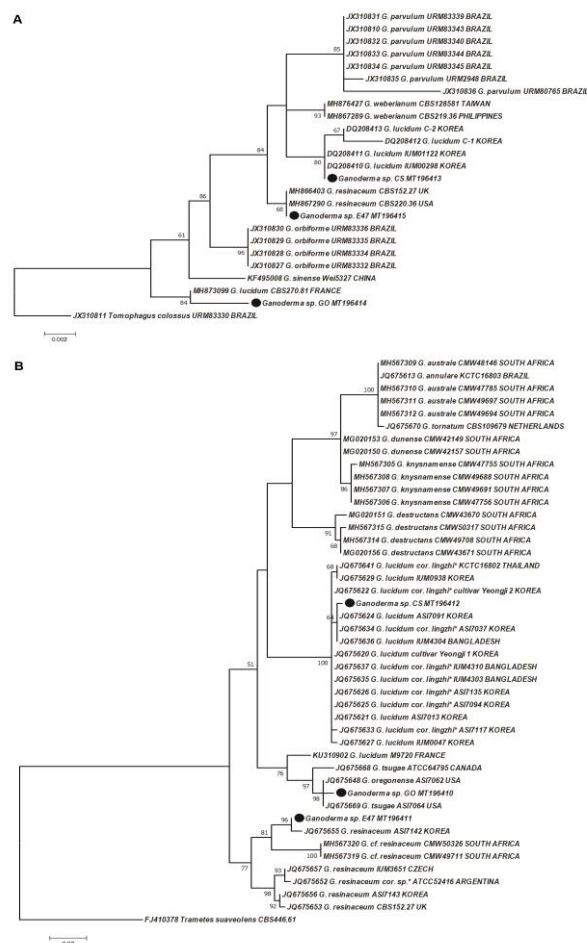 A
JX310831 G. parvulum URM83339 BRAZIL
JX310810 G. parvulum URM83343 BRAZIL
JX310832 G. parvulum URM83340 BRAZIL
JX310833 G. parvulum URM83344 BRAZIL
JX310834 G. parvulum URM83345 BRAZIL
85
JX310835 G. parvulum URM2948 BRAZIL
JX310836 G. parvulum URM80765 BRAZIL
MH876427 G. weberianum CBS128581 TAIWAN
93
MH867289 G. weberianum CBS219.36 PHILIPPINES
67
DQ208413 G. lucidum C-2 KOREA
DQ208412 G. lucidum C-1 KOREA
84
DQ208411 G. lucidum IUM01122 KOREA
80
DQ208410 G. lucidum IUM00298 KOREA
Ganoderma sp. CS MT196413
MH866403 G. resinaceum CBS152.27 UK
86
MH867290 G. resinaceum CBS220.36 USA
68
Ganoderma sp. E47 MT196415
JX310830 G. orbiforme URM83336 BRAZIL
61
JX310829 G. orbiforme URM83335 BRAZIL
JX310828 G. orbiforme URM83334 BRAZIL
96
JX310827 G. orbiforme URM83332 BRAZIL
KF495008 G. sinense Wei5327 CHINA
MH873099 G. lucidum CBS270.81 FRANCE
84
Ganoderma sp. GO MT196414
JX310811 Tomophagus colossus URM83330 BRAZIL
0.002
B
MH567309 G. australe CMW48146 SOUTH AFRICA
JQ675613 G. annulare KCTC16803 BRAZIL
100
MH567310 G. australe CMW47785 SOUTH AFRICA
MH567311 G. australe CMW49697 SOUTH AFRICA
MH567312 G. australe CMW49694 SOUTH AFRICA
JQ675670 G. tornatum CBS109679 NETHERLANDS
97
MG020153 G. dunense CMW42149 SOUTH AFRICA
MG020150 G. dunense CMW42157 SOUTH AFRICA
MH567305 G. knysnamense CMW47755 SOUTH AFRICA
MH567308 G. knysnamense CMW49688 SOUTH AFRICA
86
MH567307 G. knysnamense CMW49691 SOUTH AFRICA
MH567306 G. knysnamense CMW47756 SOUTH AFRICA
MG020151 G. destructans CMW43670 SOUTH AFRICA
91
MH567315 G. destructans CMW50317 SOUTH AFRICA
MH567314 G. destructans CMW49708 SOUTH AFRICA
68
MG020156 G. destructans CMW43671 SOUTH AFRICA
68
JQ675641 G. lucidum cor. lingzhi* KCTC16802 THAILAND
JQ675629 G. lucidum IUM0938 KOREA
JQ675622 G. lucidum cor. lingzhi* cultivar Yeongji 2 KOREA
Ganoderma sp. CS MT196412
64
JQ675624 G. lucidum ASI7091 KOREA
JQ675634 G. lucidum cor. lingzhi* ASI7037 KOREA
JQ675636 G. lucidum IUM4304 BANGLADESH
100
JQ675620 G. lucidum cultivar Yeongji 1 KOREA
JQ675637 G. lucidum cor. lingzhi* IUM4310 BANGLADESH
51
JQ675635 G. lucidum cor. lingzhi* IUM4303 BANGLADESH
JQ675626 G. lucidum cor. lingzhi* ASI7135 KOREA
JQ675625 G. lucidum cor. lingzhi* ASI7094 KOREA
JQ675621 G. lucidum ASI7013 KOREA
JQ675633 G. lucidum cor. lingzhi* ASI7117 KOREA
JQ675627 G. lucidum IUM0047 KOREA
KU310902 G. lucidum M9720 FRANCE
76
JQ675668 G. tsugae ATCC64795 CANADA
97
JQ675648 G. oregonense ASI7062 USA
98
Ganoderma sp. GO MT196410
JQ675669 G. tsugae ASI7064 USA
96
Ganoderma sp. E47 MT196411
81
JQ675655 G. resinaceum ASI7142 KOREA
MH567320 G. cf. resinaceum CMW50326 SOUTH AFRICA
100
MH567319 G. cf. resinaceum CMW49711 SOUTH AFRICA
77
93
JQ675657 G. resinaceum IUM3651 CZECH
JQ675652 G. resinaceum cor. sp.* ATCC52416 ARGENTINA
98
JQ675656 G. resinaceum ASI7143 KOREA
92
JQ675653 G. resinaceum CBS152.27 UK
FJ410378 Trametes suaveolens CBS446.61